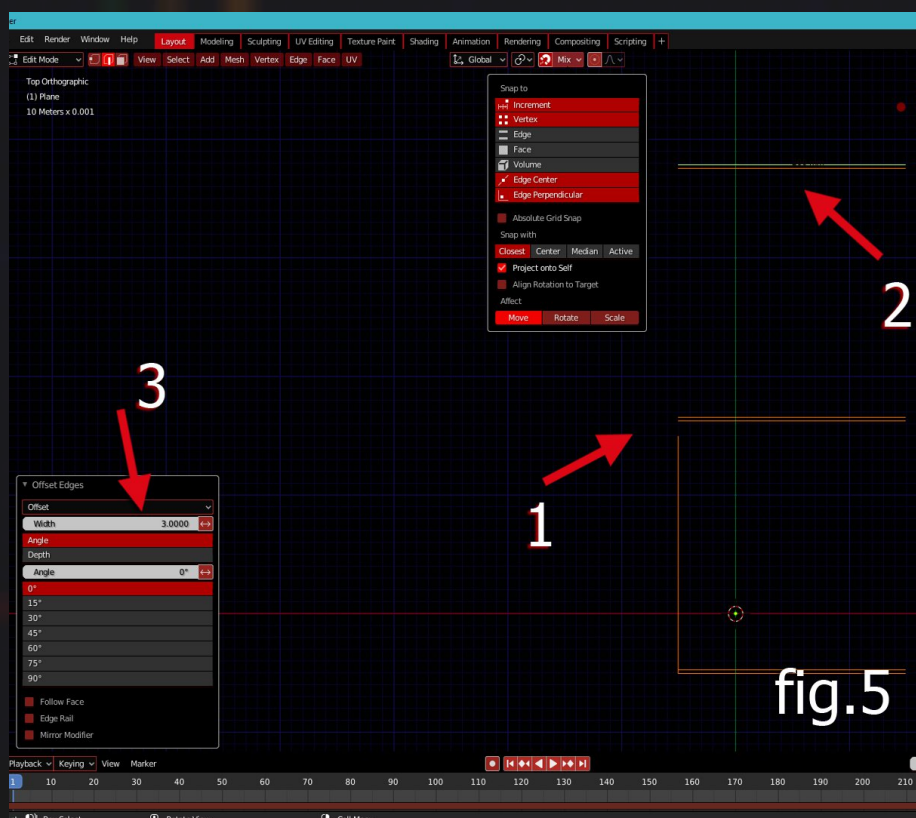 er
Edit Render Window Help Layout Modeling Sculpting UV Editing Texture Paint Shading Animation Rendering Compositing Scripting +
Edit Mode View Select Add Mesh Vertex Edge Face UV Global Mix
Top Orthographic
(1) Plane
10 Meters x 0.001
Snap to
Increment
Vertex
Edge
Face
Volume
Edge Center
Edge Perpendicular
Absolute Grid Snap
Snap with
Closest Center Median Active
Project onto Self
Align Rotation to Target
Affect
Move Rotate Scale
2
3
1
Offset Edges
Offset
Width 3.0000
Angle
Depth
Angle 0°
0°
15°
30°
45°
60°
75°
90°
Follow Face
Edge Rail
Mirror Modifier
fig.5
Playback Keying View Marker
1 10 20 30 40 50 60 70 80 90 100 110 120 130 140 150 160 170 180 190 200 210